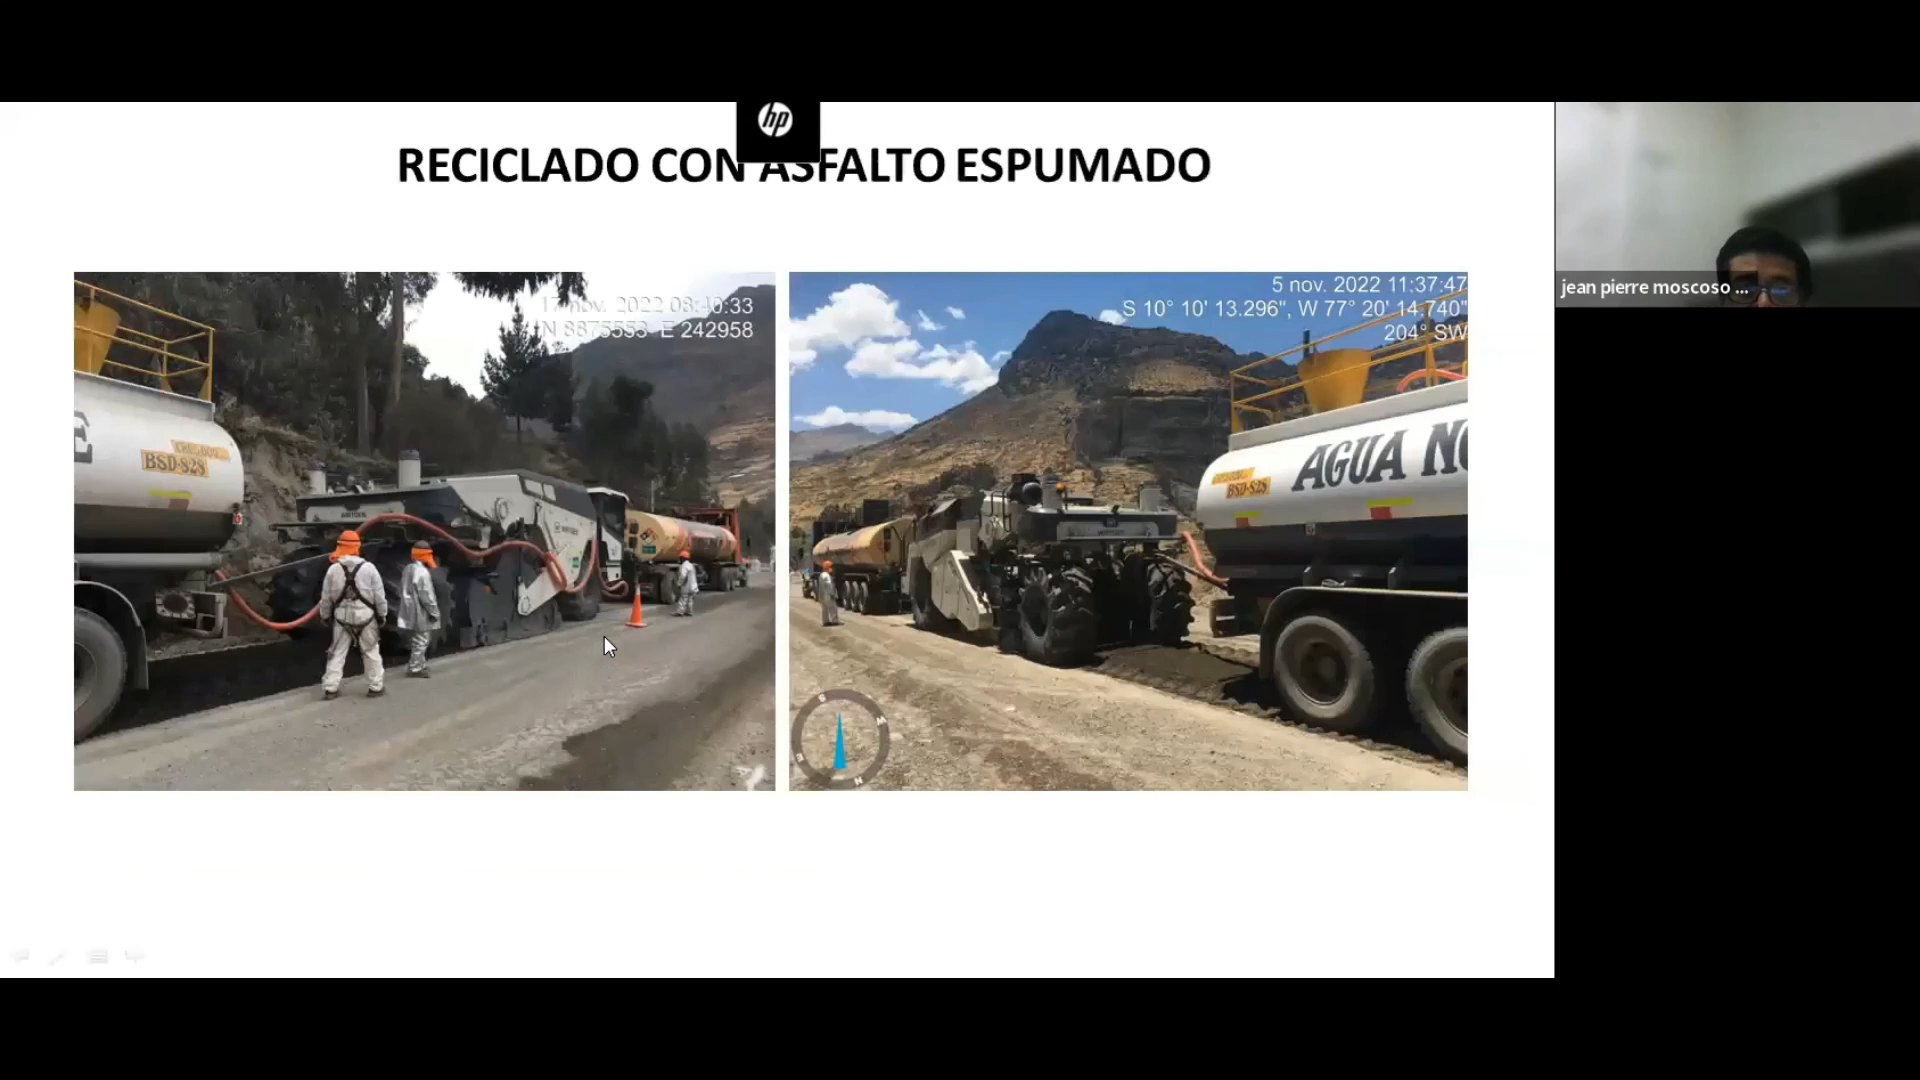 hp
RECICLADO CON ASFALTO ESPUMADO
17 nov. 2022 08:40:33
N 8875553 E 242958
BSD-828
5 nov. 2022 11:37:47
S 10° 10' 13.296", W 77° 20' 14.740"
204° SW
AGUA NO
BSD-828
S
W
E
N
jean pierre moscoso ...